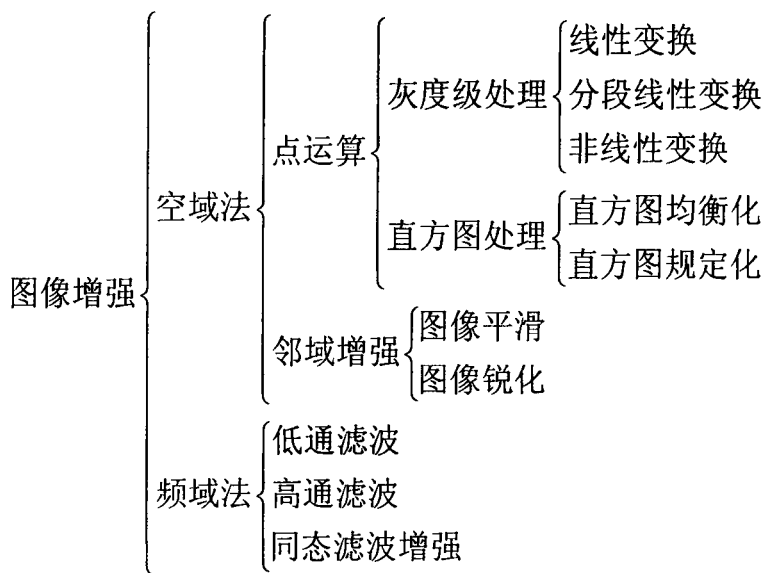 线性变换
灰度级处理
分段线性变换
点运算
非线性变换
空域法
直方图均衡化
直方图处理
直方图规定化
图像增强
图像平滑
邻域增强
图像锐化
低通滤波
频域法
高通滤波
同态滤波增强